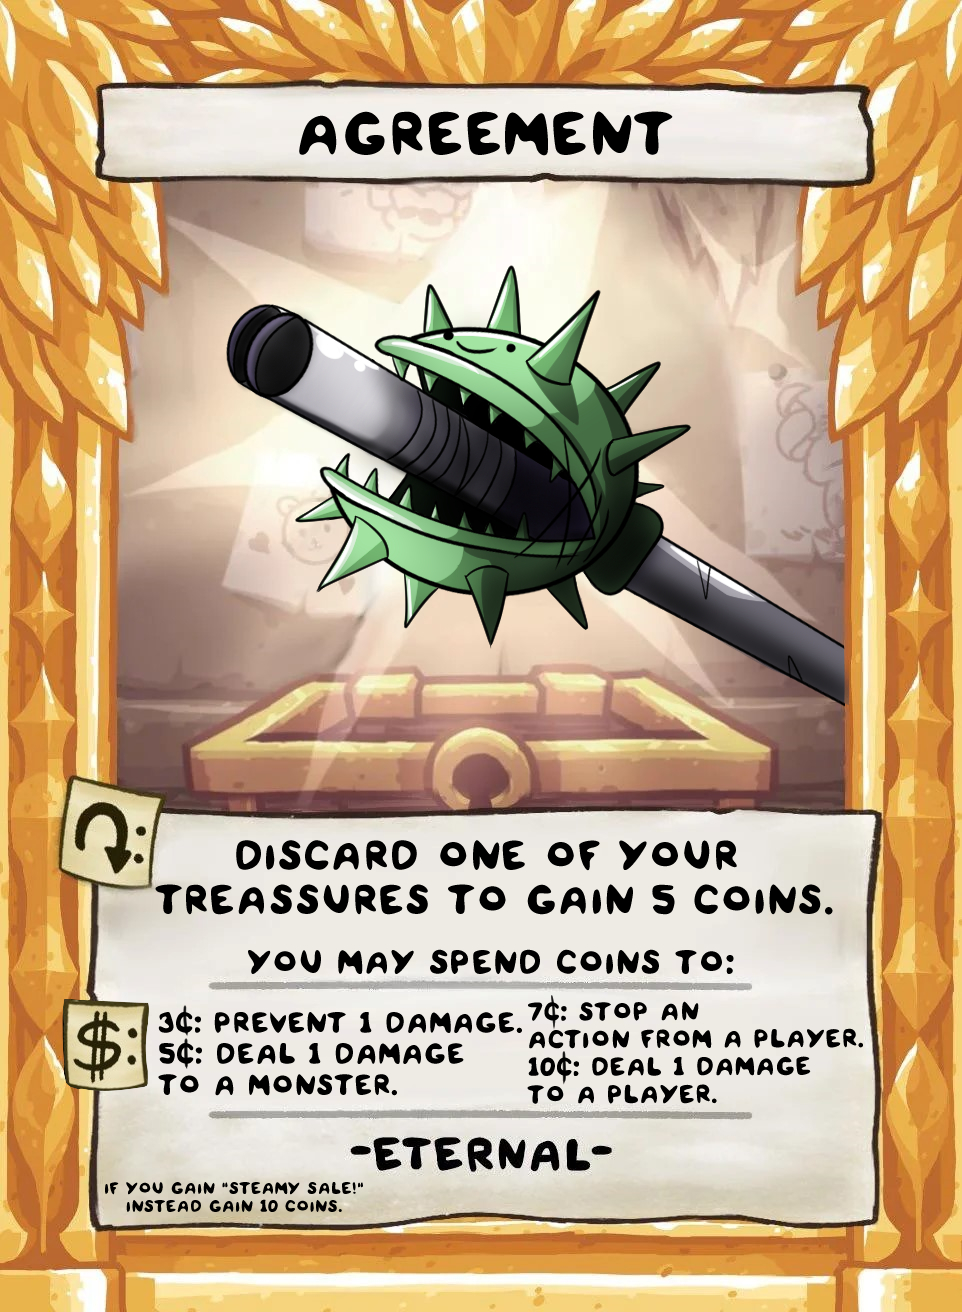 AGREEMENT
DISCARD ONE OF YOUR
TREASSURES TO GAIN 5 COINS.
YOU MAY SPEND COINS TO:
$:
3¢: PREVENT 1 DAMAGE.
5¢: DEAL 1 DAMAGE
TO A MONSTER.
7¢: STOP AN
ACTION FROM A PLAYER.
10¢: DEAL 1 DAMAGE
TO A PLAYER.
-ETERNAL-
IF YOU GAIN "STEAMY SALE!"
INSTEAD GAIN 10 COINS.